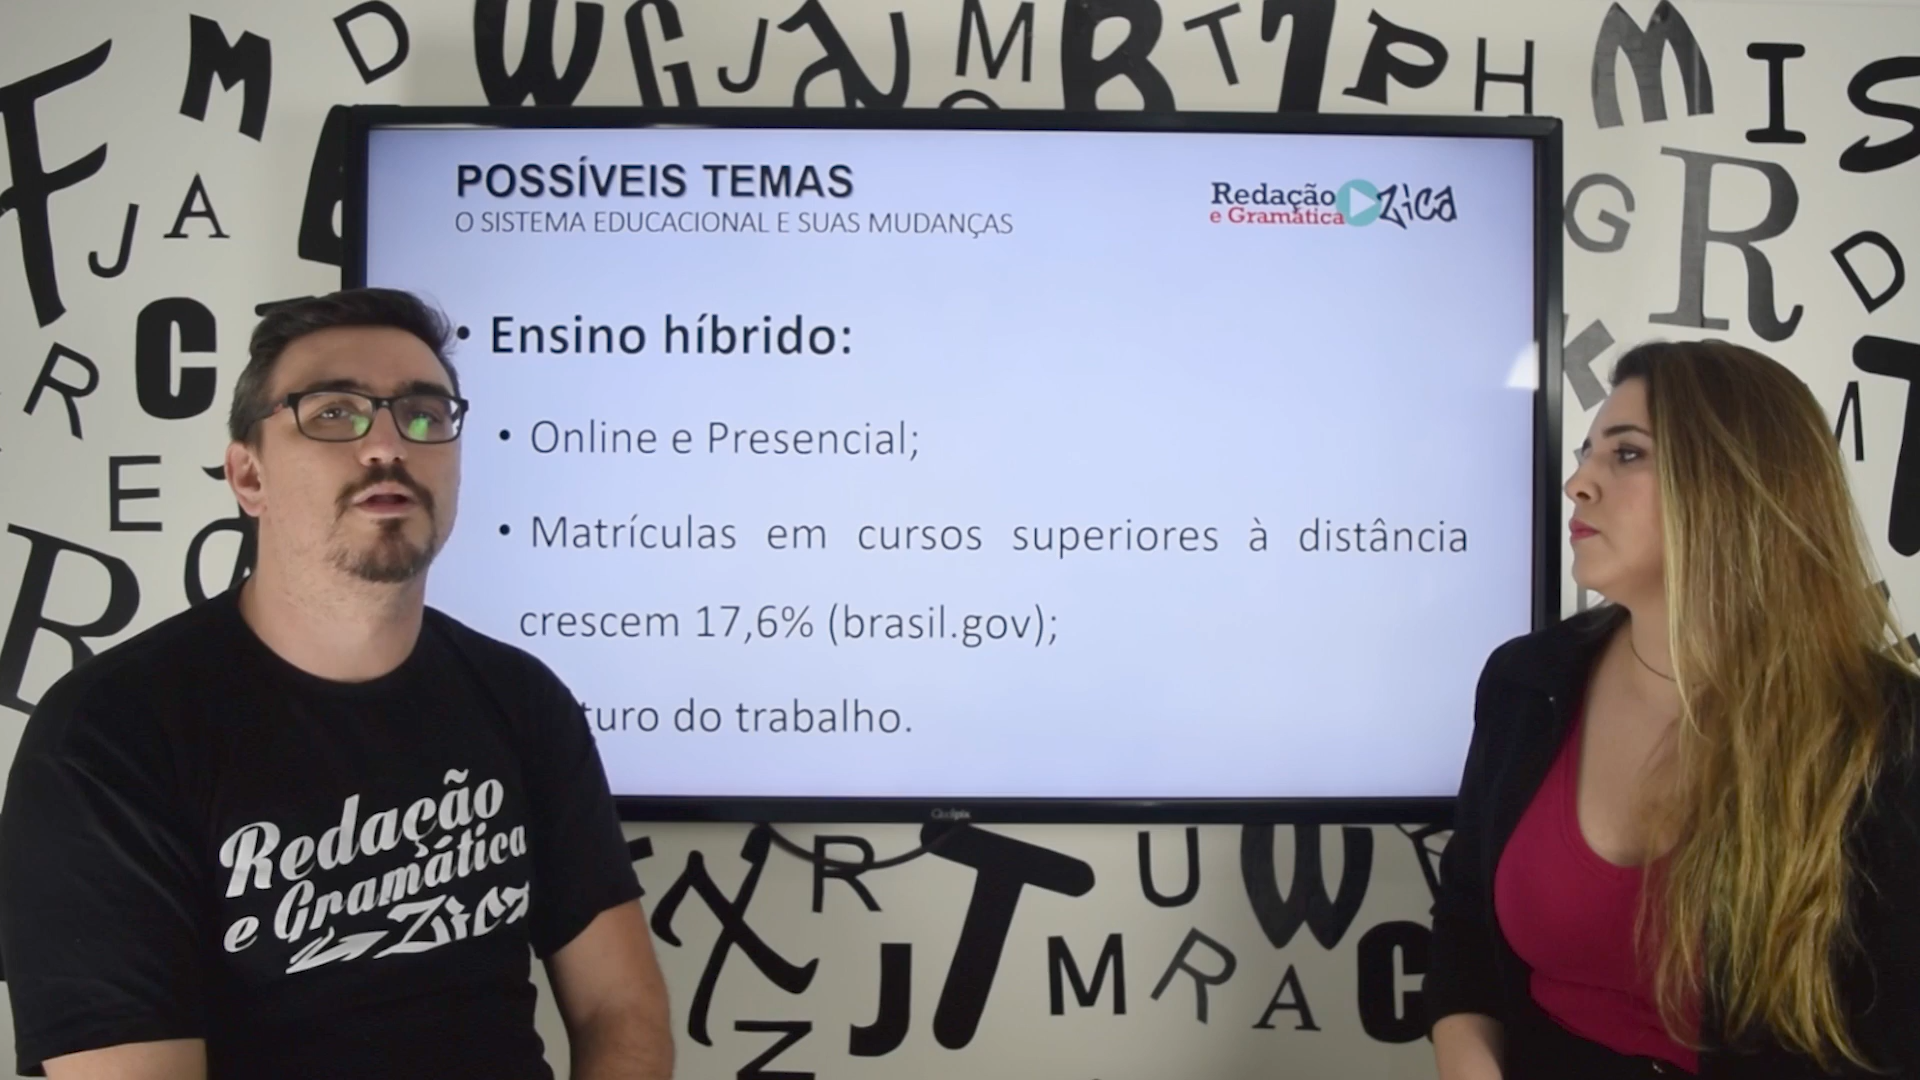 POSSÍVEIS TEMAS
O SISTEMA EDUCACIONAL E SUAS MUDANÇAS
Redação
e Gramática Zica
• Ensino híbrido:
• Online e Presencial;
• Matrículas em cursos superiores à distância
crescem 17,6% (brasil.gov);
turo do trabalho.
Redação
e Gramática
Zica